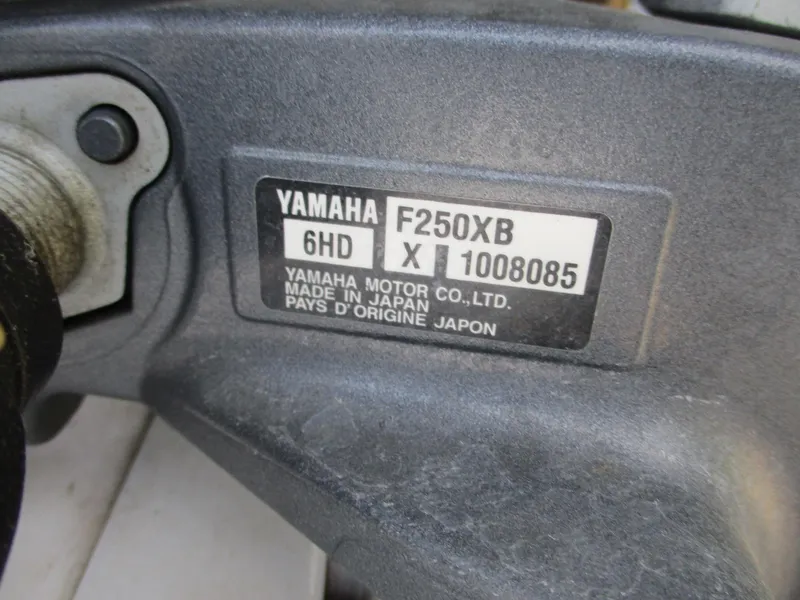 YAMAHA F250XB
6HD X 1008085
YAMAHA MOTOR CO.,LTD.
MADE IN JAPAN
PAYS D'ORIGINE JAPON